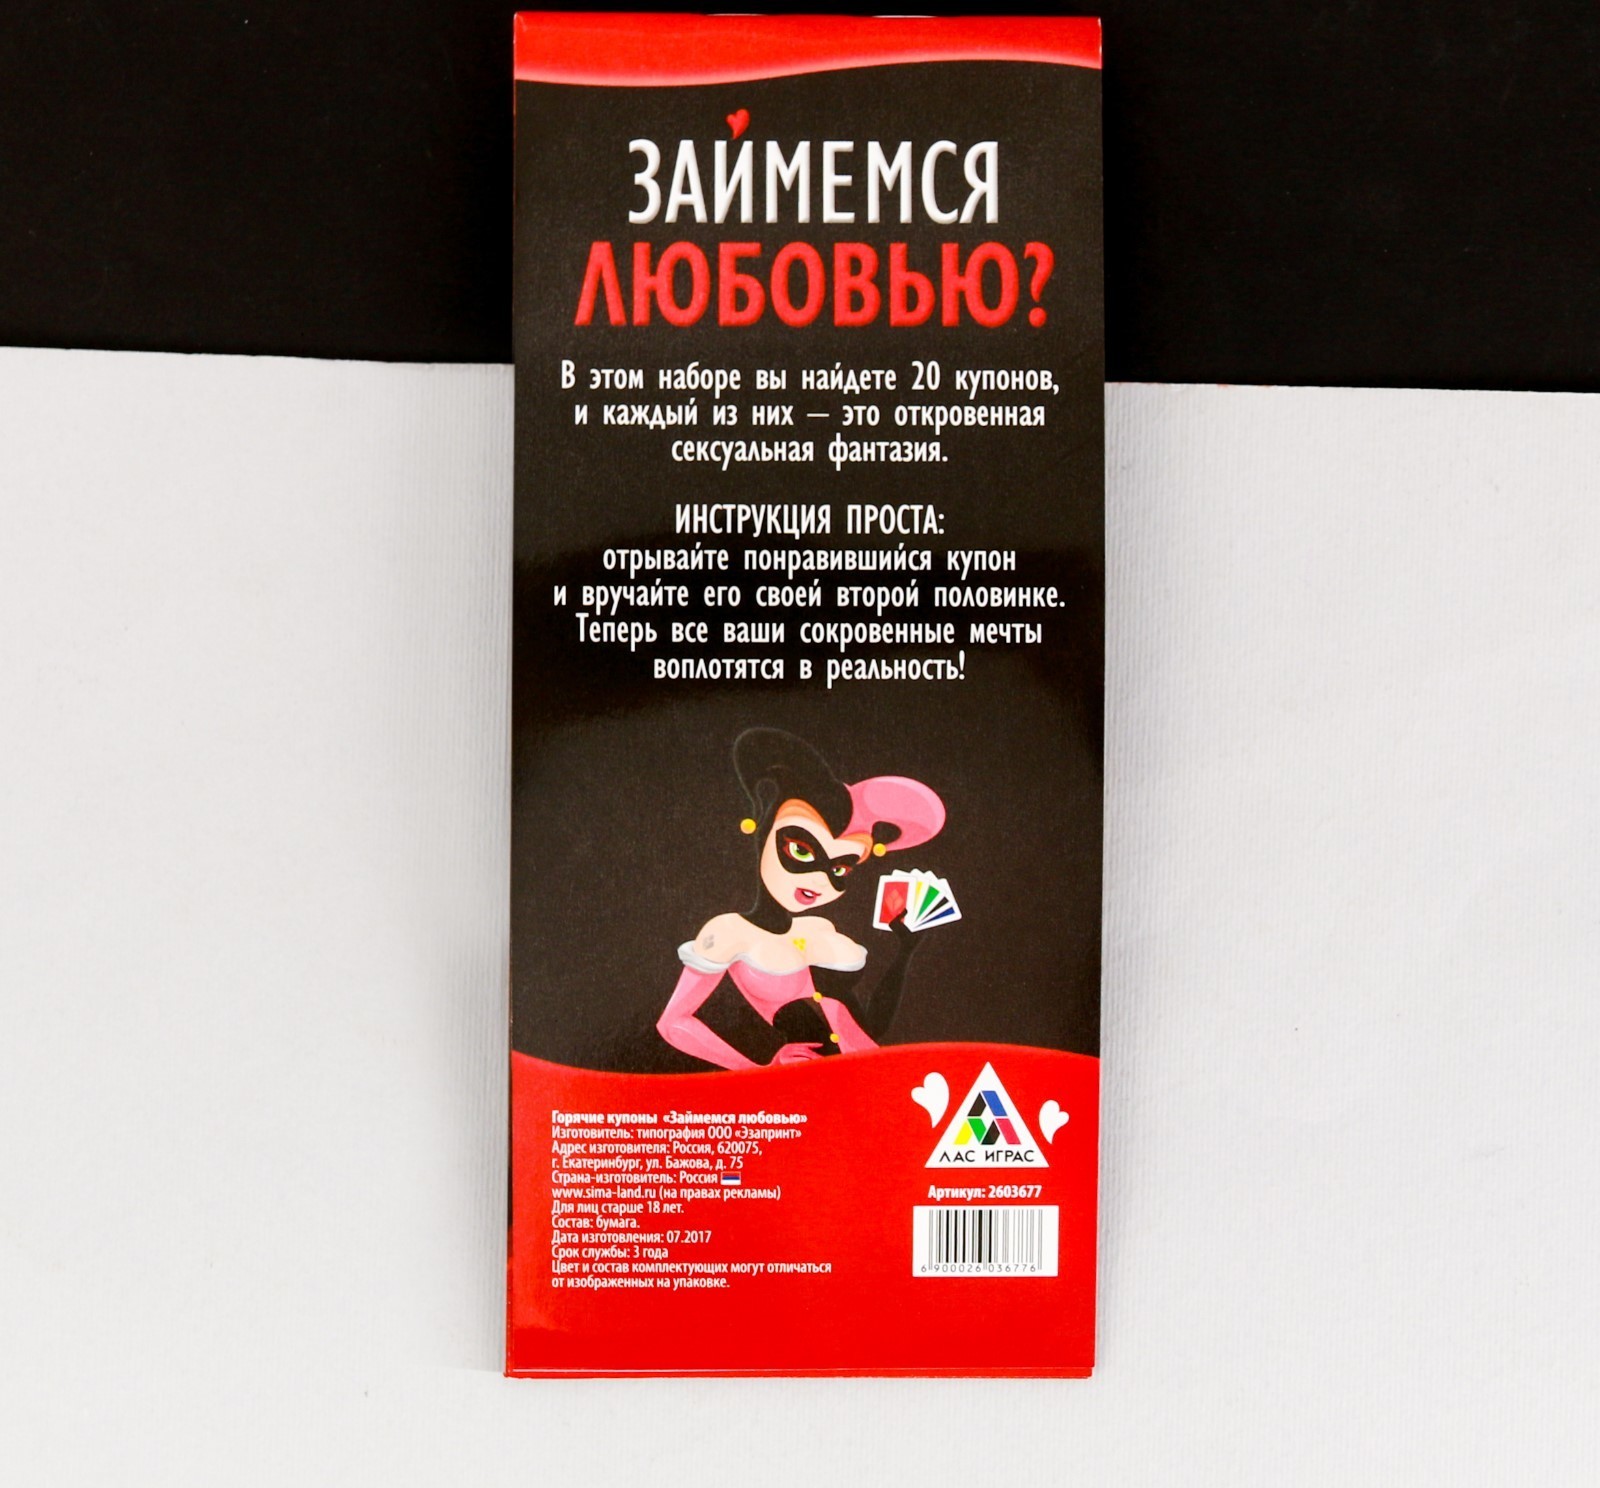 ЗАЙМЕМСЯ
ЛЮБОВЬЮ?
В этом наборе вы найдете 20 купонов,
и каждый из них — это откровенная
сексуальная фантазия.
ИНСТРУКЦИЯ ПРОСТА:
отрывайте понравившийся купон
и вручайте его своей второй половинке.
Теперь все ваши сокровенные мечты
воплотятся в реальность!
Горячие купоны «Займемся любовью»
Изготовитель: типография ООО «Эзапринт»
Адрес изготовителя: Россия, 620075,
г. Екатеринбург, ул. Бажова, д. 75
Страна-изготовитель: Россия
www.sima-land.ru (на правах рекламы)
Для лиц старше 18 лет.
Состав: бумага.
Дата изготовления: 07.2017
Срок службы: 3 года
Цвет и состав комплектующих могут отличаться
от изображенных на упаковке.
ЛАС ИГРАС
Артикул: 2603677
6 900026 036776